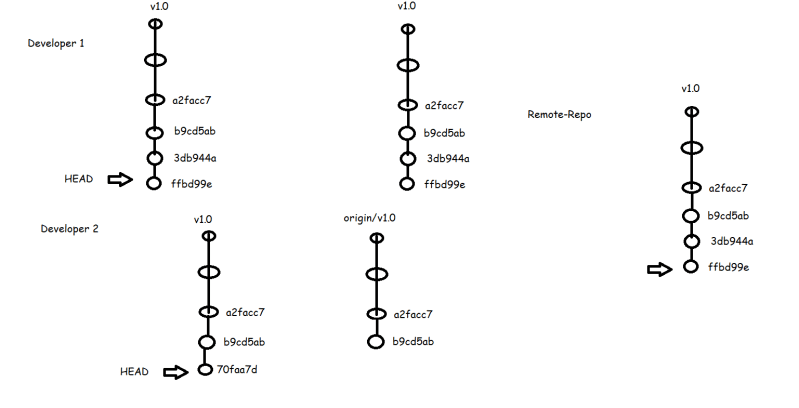 v1.0
v1.0
Developer 1
a2facc7
a2facc7
b9cd5ab
b9cd5ab
3db944a
3db944a
HEAD
ffbd99e
ffbd99e
v1.0
Remote-Repo
a2facc7
b9cd5ab
3db944a
ffbd99e
Developer 2
v1.0
origin/v1.0
a2facc7
a2facc7
b9cd5ab
b9cd5ab
HEAD
70faa7d